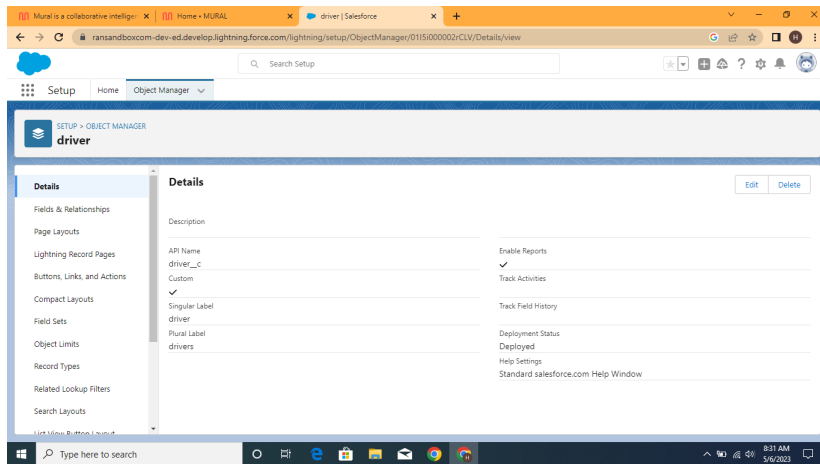 Mural is a collaborative intelliger
Home • MURAL
driver | Salesforce
ransandboxcom-dev-ed.develop.lightning.force.com/lightning/setup/ObjectManager/01I5i000002rCLV/Details/view
H
Search Setup
Setup
Home
Object Manager
SETUP > OBJECT MANAGER
driver
Details
Fields & Relationships
Page Layouts
Lightning Record Pages
Buttons, Links, and Actions
Compact Layouts
Field Sets
Object Limits
Record Types
Related Lookup Filters
Search Layouts
List View Button Layout
Details
Edit
Delete
Description
API Name
driver__c
Custom
Singular Label
driver
Plural Label
drivers
Enable Reports
Track Activities
Track Field History
Deployment Status
Deployed
Help Settings
Standard salesforce.com Help Window
Type here to search
8:31 AM
5/6/2023